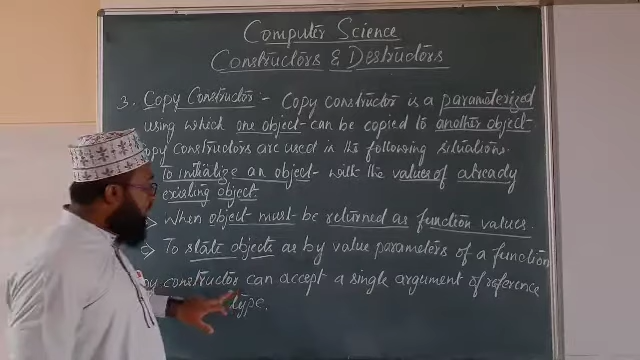 Computer Science
Constructors & Destructors
3. Copy Constructor :- Copy constructor is a parameterized
using which one object can be copied to another object.
opy Constructors are used in the following situations.
To initialize an object with the values of already
existing object
When object must be returned as function values.
To state objects as by value parameters of a function
py constructor can accept a single argument of reference
type.